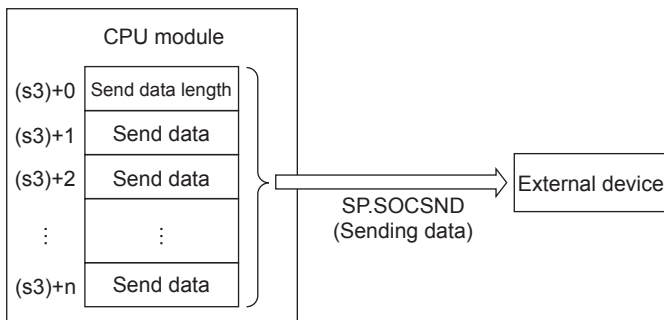 CPU module
(s3)+0 Send data length
(s3)+1 Send data
(s3)+2 Send data
⋮ ⋮
(s3)+n Send data
SP.SOCSND
(Sending data)
External device